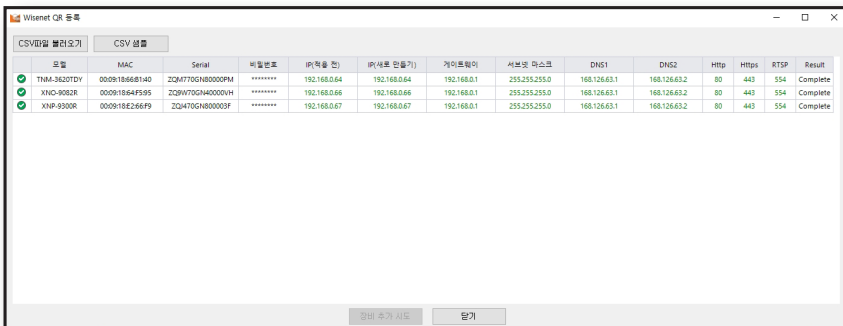 Wisenet QR 등록
CSV파일 불러오기 CSV 샘플
모델 MAC Serial 비밀번호 IP(적용 전) IP(새로 만들기) 게이트웨이 서브넷 마스크 DNS1 DNS2 Http Https RTSP Result
TNM-3620TDY 00:09:18:66:B1:40 ZQM770GN80000PM ******** 192.168.0.64 192.168.0.64 192.168.0.1 255.255.255.0 168.126.63.1 168.126.63.2 80 443 554 Complete
XNO-9082R 00:09:18:64:F5:95 ZQ9W70GN40000VH ******** 192.168.0.66 192.168.0.66 192.168.0.1 255.255.255.0 168.126.63.1 168.126.63.2 80 443 554 Complete
XNP-9300R 00:09:18:E2:66:F9 ZQI470GN800003F ******** 192.168.0.67 192.168.0.67 192.168.0.1 255.255.255.0 168.126.63.1 168.126.63.2 80 443 554 Complete
장비 추가 시도 닫기